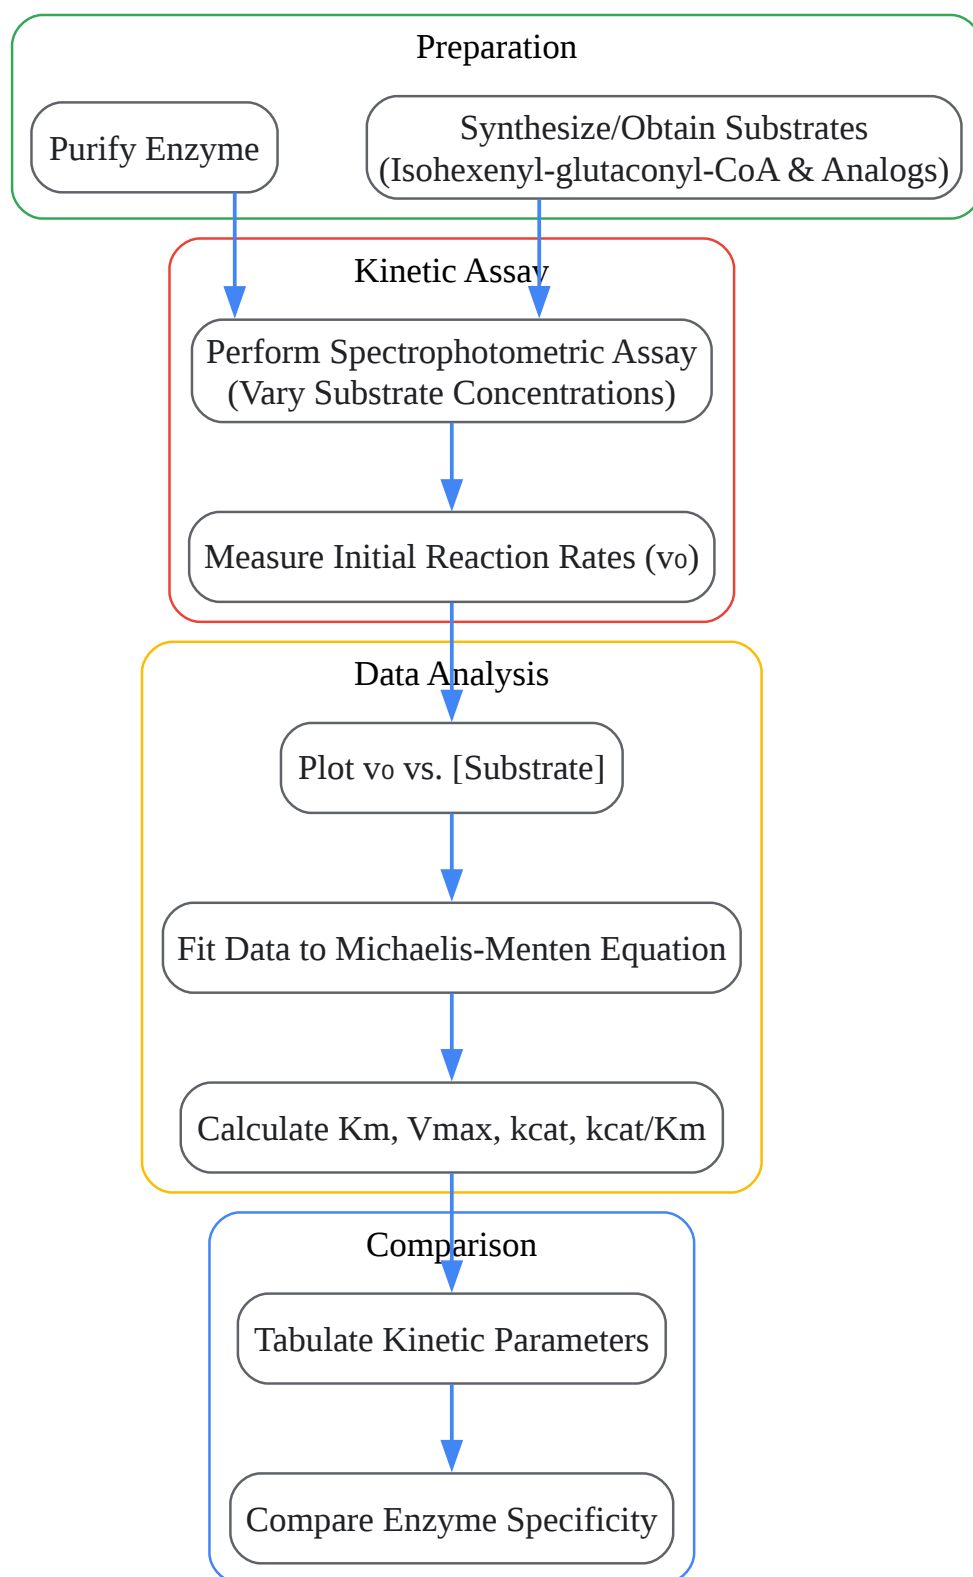 Preparation
Purify Enzyme
Synthesize/Obtain Substrates
(Isohexenyl-glutaconyl-CoA & Analogs)
Kinetic Assay
Perform Spectrophotometric Assay
(Vary Substrate Concentrations)
Measure Initial Reaction Rates (v₀)
Data Analysis
Plot v₀ vs. [Substrate]
Fit Data to Michaelis-Menten Equation
Calculate Km, Vmax, kcat, kcat/Km
Comparison
Tabulate Kinetic Parameters
Compare Enzyme Specificity